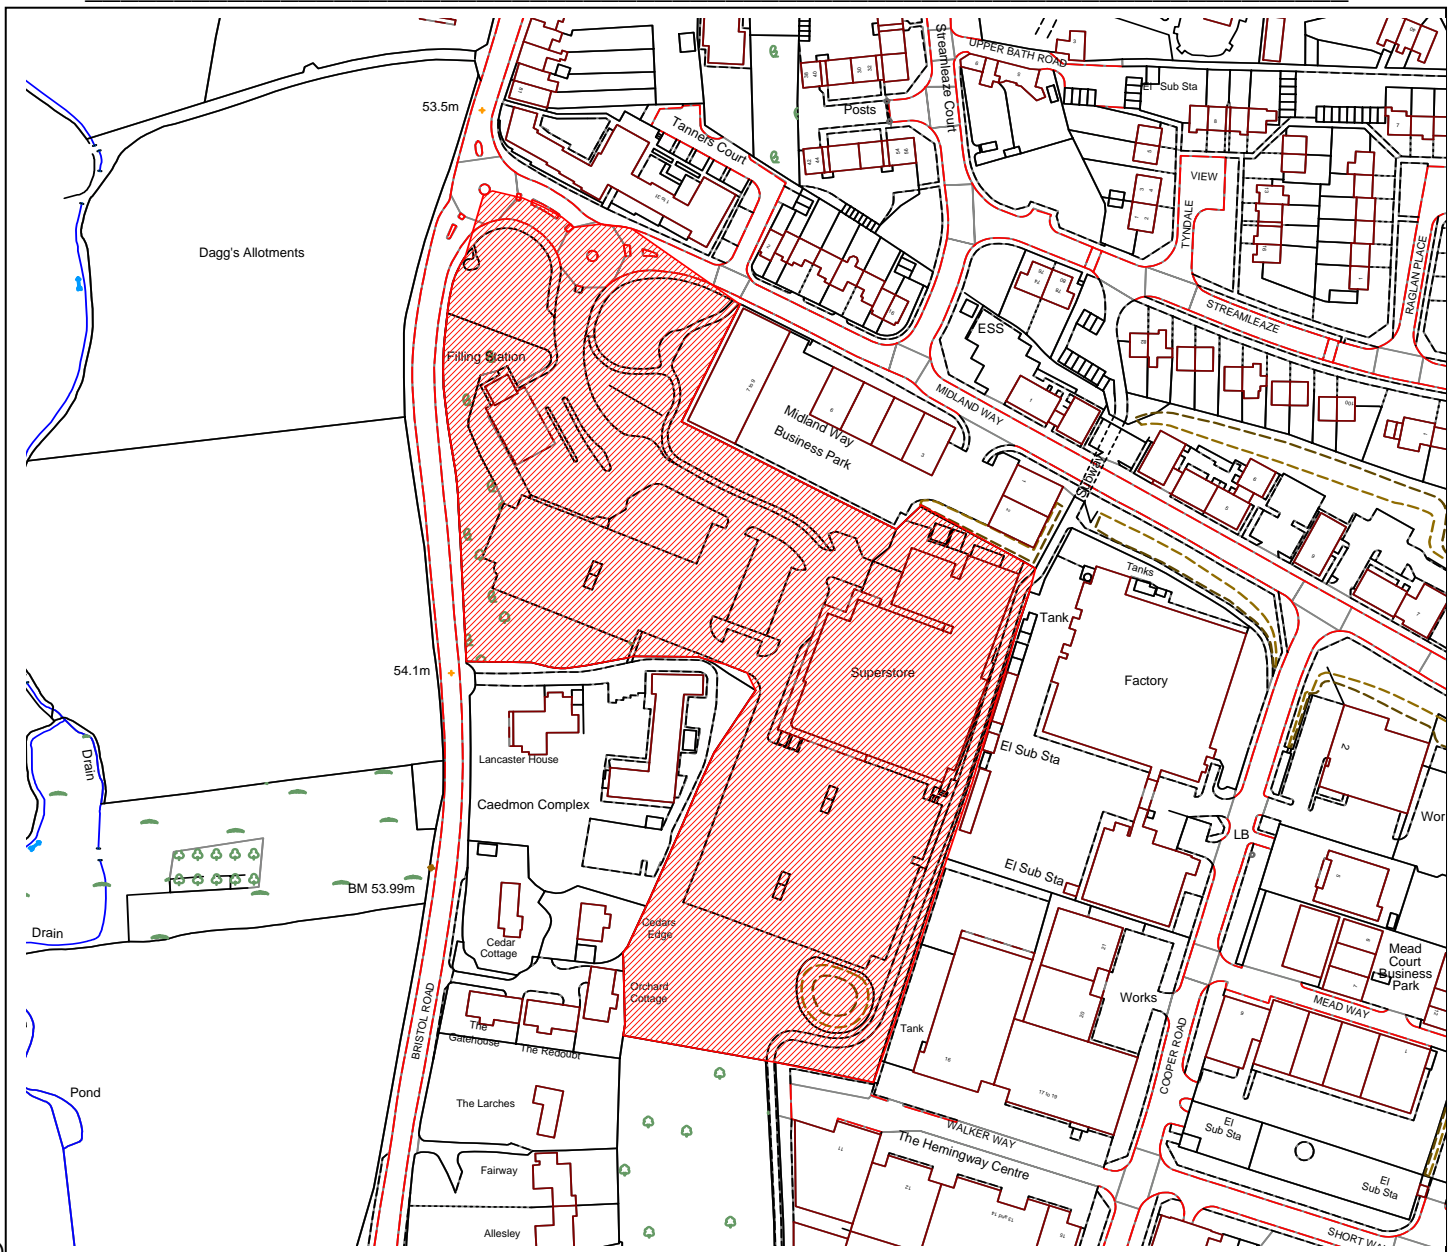 UPPER BATH ROAD
Streamleaze Court
El Sub Sta
53.5m
Posts
Tanners Court
VIEW
TYNDALE
RAGLAN PLACE
Dagg's Allotments
STREAMLEAZE
ESS
Filling Station
MIDLAND WAY
Midland Way
Business Park
Subway
Tanks
Tank
54.1m
Superstore
Factory
El Sub Sta
Lancaster House
Drain
Caedmon Complex
Wor
LB
El Sub Sta
BM 53.99m
Cedars
Edge
Drain
Cedar
Cottage
Mead
Court
Business
Park
Orchard
Cottage
Works
MEAD WAY
BRISTOL ROAD
The
Gatehouse
The Redoubt
Tank
COOPER ROAD
Pond
The Larches
WALKER WAY
The Hemingway Centre
El
Sub Sta
Fairway
El
Sub Sta
Allesley
SHORT WA